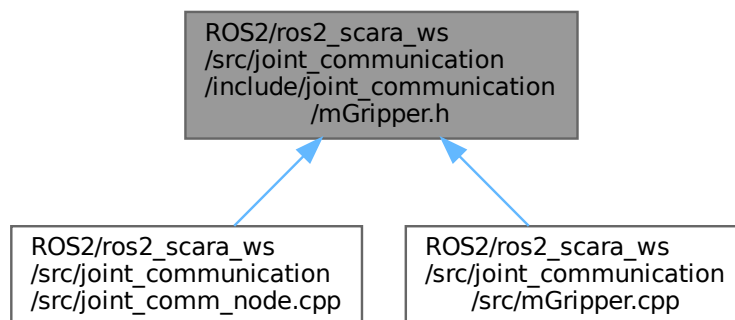 ROS2/ros2_scara_ws
/src/joint_communication
/include/joint_communication
/mGripper.h
ROS2/ros2_scara_ws
/src/joint_communication
/src/joint_comm_node.cpp
ROS2/ros2_scara_ws
/src/joint_communication
/src/mGripper.cpp